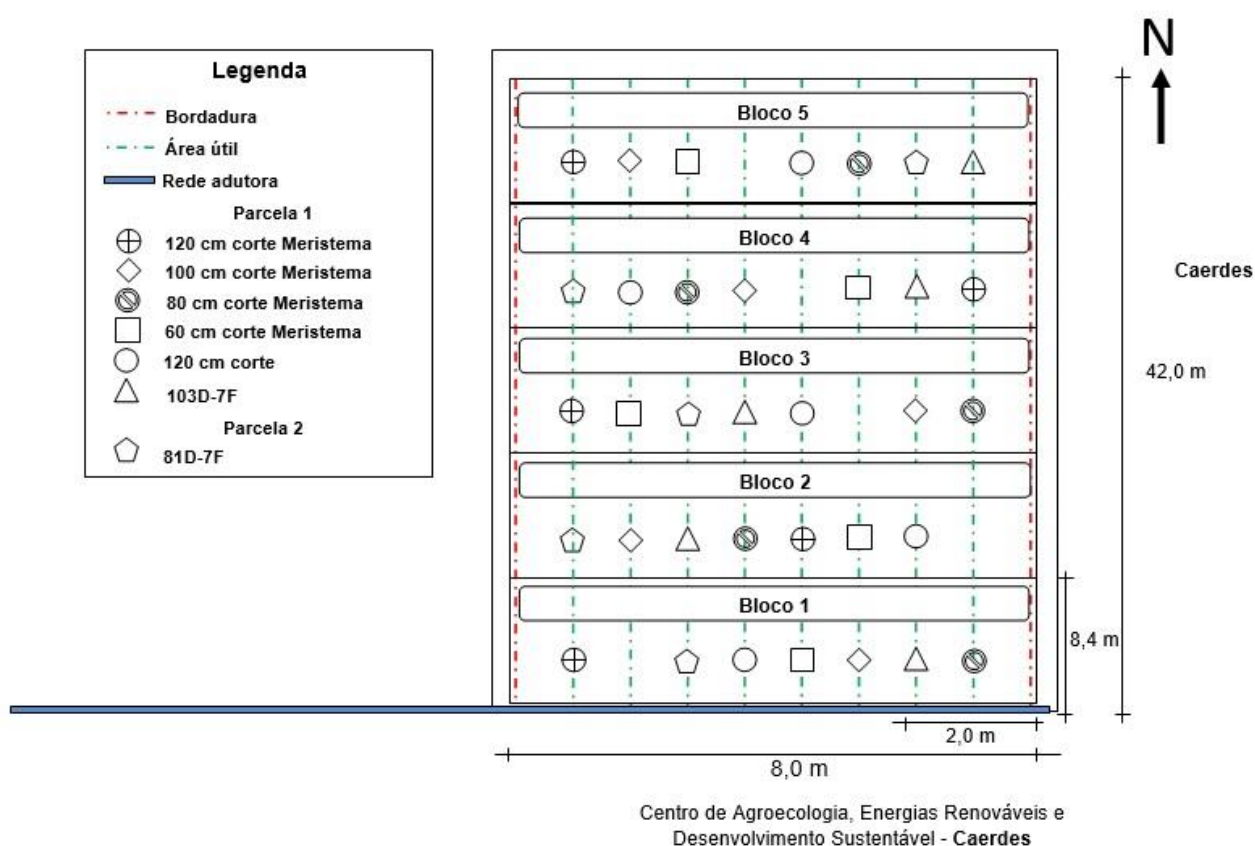 Legenda
Bordadura
Área útil
Rede adutora
Parcela 1
120 cm corte Meristema
100 cm corte Meristema
80 cm corte Meristema
60 cm corte Meristema
120 cm corte
103D-7F
Parcela 2
81D-7F
N
Bloco 5
Bloco 4
Bloco 3
Bloco 2
Bloco 1
Caerdes
42,0 m
8,4 m
2,0 m
8,0 m
Centro de Agroecologia, Energias Renováveis e
Desenvolvimento Sustentável - Caerdes